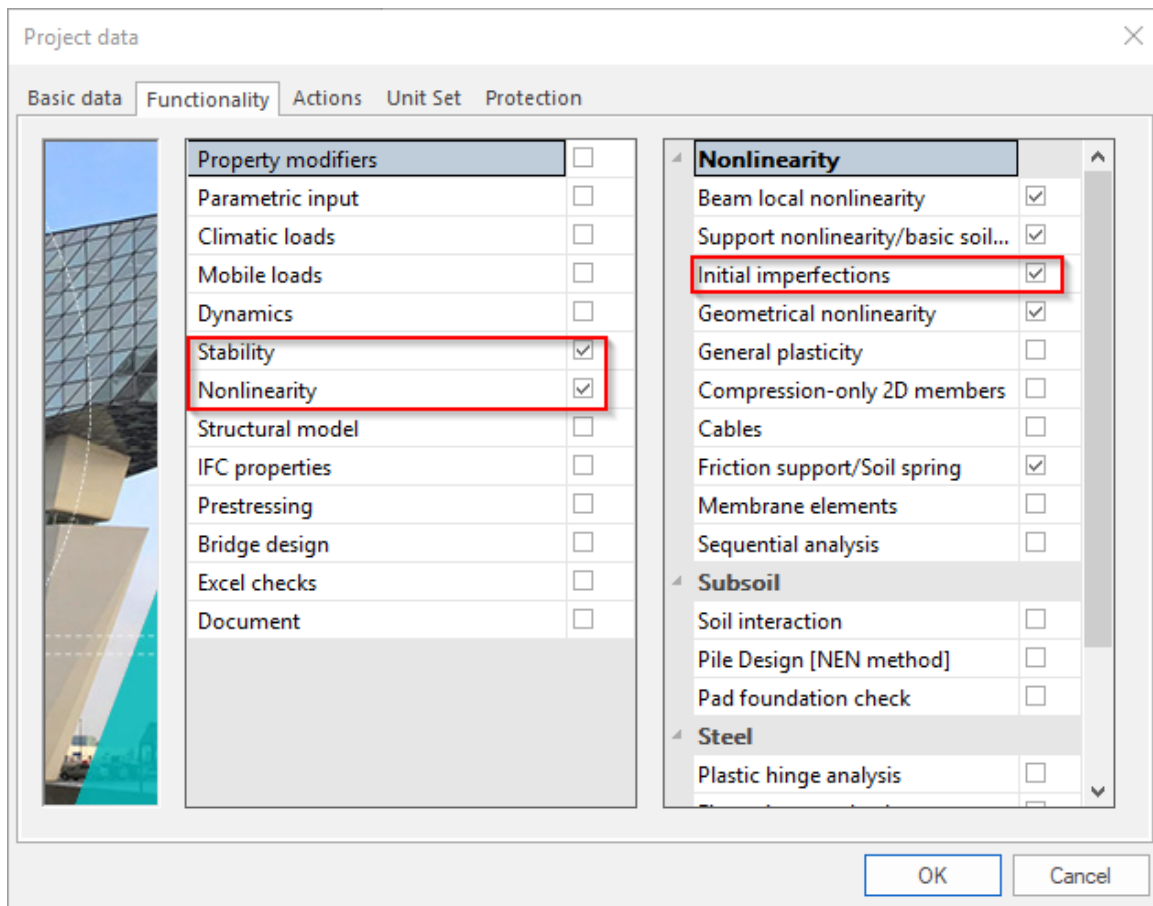 Project data
Basic data Functionality Actions Unit Set Protection
Property modifiers
Parametric input
Climatic loads
Mobile loads
Dynamics
Stability
Nonlinearity
Structural model
IFC properties
Prestressing
Bridge design
Excel checks
Document
Nonlinearity
Beam local nonlinearity
Support nonlinearity/basic soil...
Initial imperfections
Geometrical nonlinearity
General plasticity
Compression-only 2D members
Cables
Friction support/Soil spring
Membrane elements
Sequential analysis
Subsoil
Soil interaction
Pile Design [NEN method]
Pad foundation check
Steel
Plastic hinge analysis
OK Cancel